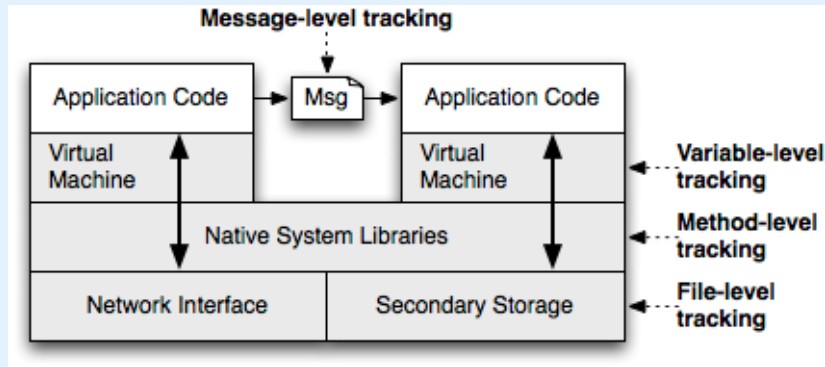 Message-level tracking
Application Code
Msg
Application Code
Virtual
Machine
Virtual
Machine
Variable-level
tracking
Native System Libraries
Method-level
tracking
Network Interface
Secondary Storage
File-level
tracking